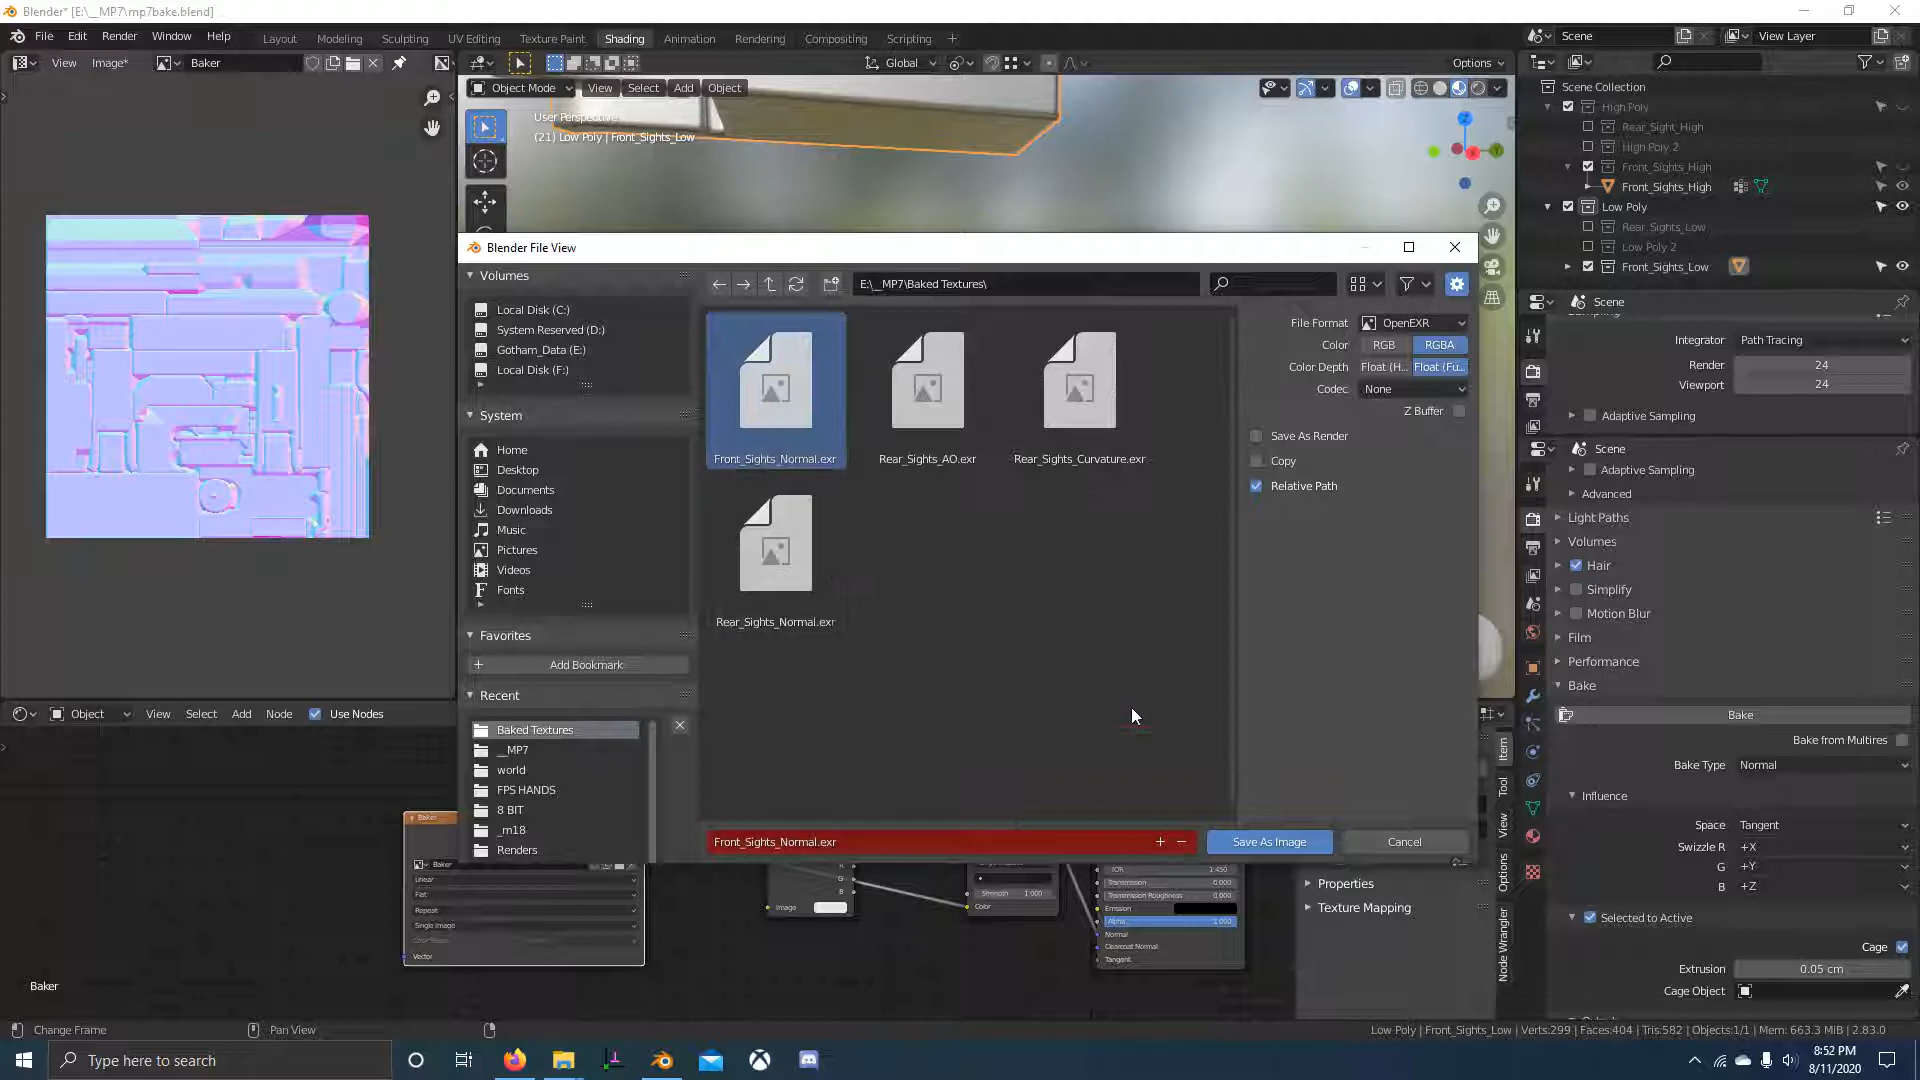 Blender* [E:\__MP7\mp7bake.blend]
File Edit Render Window Help
Layout Modeling Sculpting UV Editing Texture Paint Shading Animation Rendering Compositing Scripting +
Scene
View Layer
View Image* Baker
Global
Options
Object Mode View Select Add Object
User Perspective
(21) Low Poly | Front_Sights_Low
Scene Collection
High Poly
Rear_Sight_High
High Poly 2
Front_Sights_High
Front_Sights_High
Low Poly
Rear_Sights_Low
Low Poly 2
Front_Sights_Low
Blender File View
Volumes
Local Disk (C:)
System Reserved (D:)
Gotham_Data (E:)
Local Disk (F:)
System
Home
Desktop
Documents
Downloads
Music
Pictures
Videos
Fonts
Favorites
Add Bookmark
Recent
Baked Textures
__MP7
world
FPS HANDS
8 BIT
_m18
Renders
E:\__MP7\Baked Textures\
Front_Sights_Normal.exr
Rear_Sights_AO.exr
Rear_Sights_Curvature.exr
Rear_Sights_Normal.exr
File Format OpenEXR
Color RGB RGBA
Color Depth Float (H... Float (Fu...
Codec None
Z Buffer
Save As Render
Copy
Relative Path
Front_Sights_Normal.exr
Save As Image
Cancel
Scene
Integrator Path Tracing
Render 24
Viewport 24
Adaptive Sampling
Scene
Adaptive Sampling
Advanced
Light Paths
Volumes
Hair
Simplify
Motion Blur
Film
Performance
Bake
Bake
Bake from Multires
Bake Type Normal
Influence
Space Tangent
Swizzle R +X
G +Y
B +Z
Selected to Active
Cage
Extrusion 0.05 cm
Cage Object
Object View Select Add Node Use Nodes
Baker
Baker
Linear
Flat
Repeat
Single Image
Vector
R
G
B
Image
Strength 1.000
Color
IOR 1.450
Transmission 0.000
Transmission Roughness 0.000
Emission
Alpha 1.000
Normal
Clearcoat Normal
Tangent
Properties
Texture Mapping
Item
Tool
View
Options
Node Wrangler
Baker
Change Frame
Pan View
Low Poly | Front_Sights_Low | Verts:299 | Faces:404 | Tris:582 | Objects:1/1 | Mem: 663.3 MiB | 2.83.0
Type here to search
8:52 PM
8/11/2020